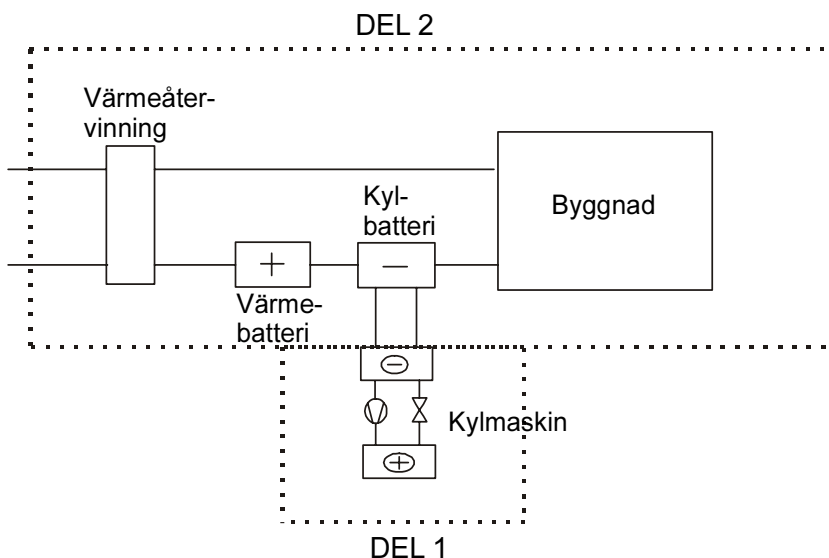 DEL 2
Värmeåter-
vinning
Kyl-
batteri
Byggnad
Värme-
batteri
Kylmaskin
DEL 1